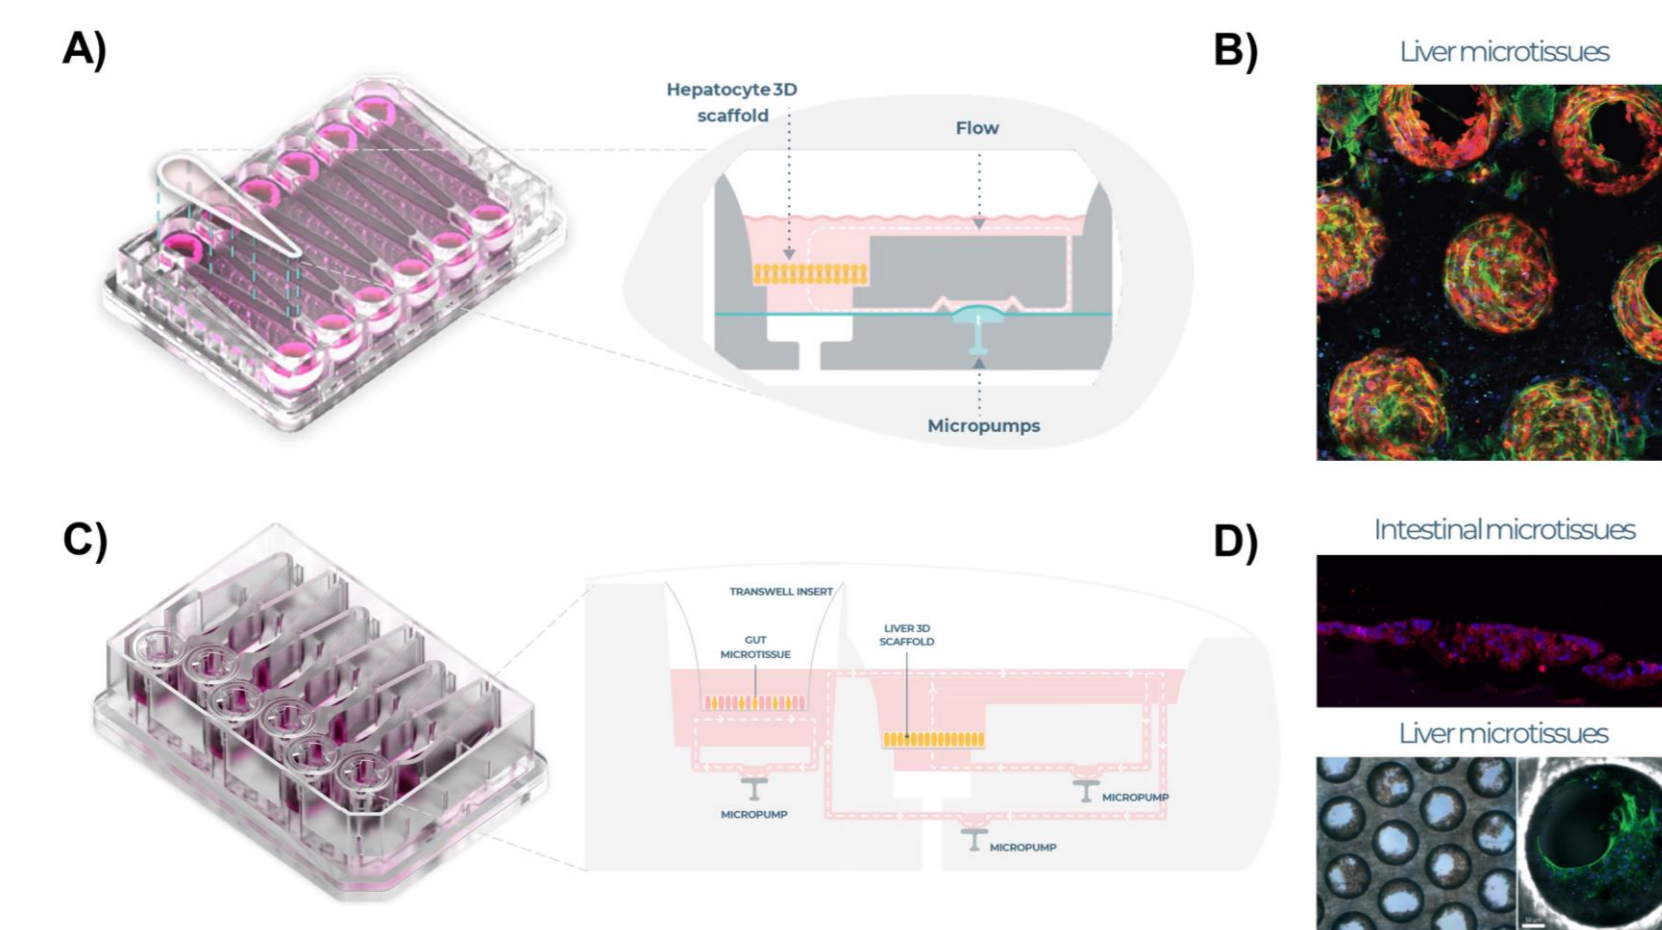 A)
Hepatocyte 3D
scaffold
Flow
Micropumps
B)
Liver microtissues
C)
TRANSWELL INSERT
GUT
MICROTISSUE
LIVER 3D
SCAFFOLD
MICROPUMP
MICROPUMP
MICROPUMP
D)
Intestinal microtissues
Liver microtissues